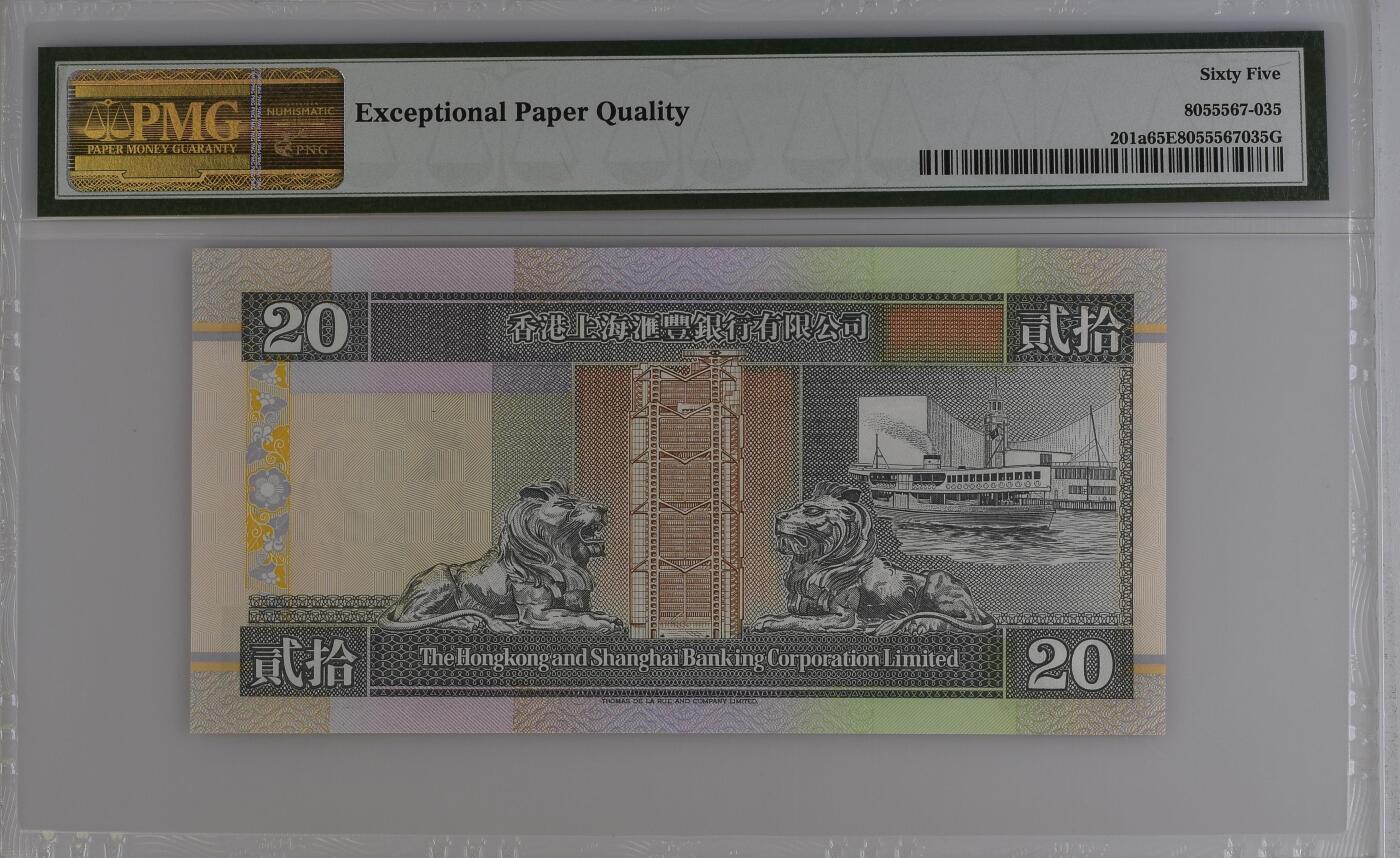 PMG
PAPER MONEY GUARANTY
NUMISMATIC
PNG
Exceptional Paper Quality
Sixty Five
8055567-035
201a65E8055567035G
20
香港上海滙豐銀行有限公司
貳拾
貳拾
The Hongkong and Shanghai Banking Corporation Limited
20
THOMAS DE LA RUE AND COMPANY LIMITED.